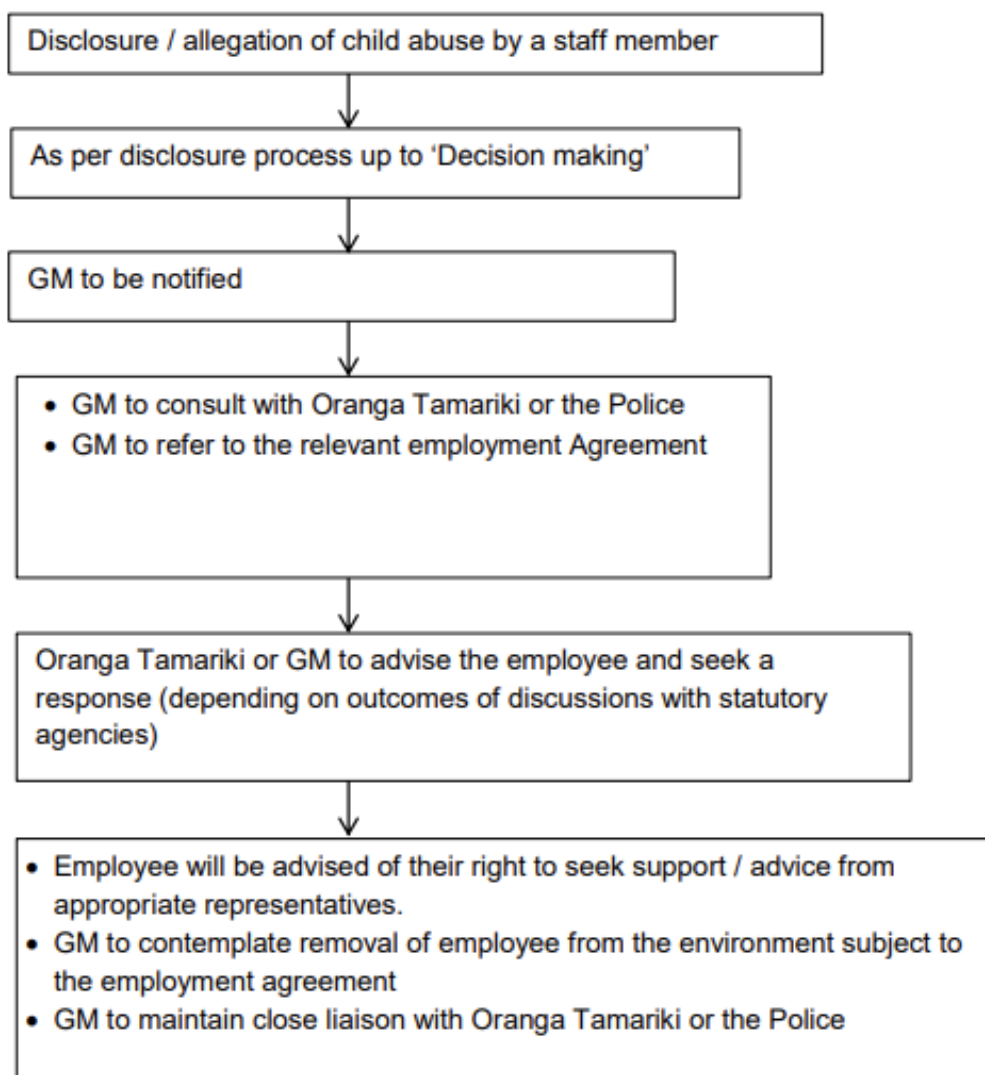 Disclosure / allegation of child abuse by a staff member
As per disclosure process up to ‘Decision making’
GM to be notified
• GM to consult with Oranga Tamariki or the Police
• GM to refer to the relevant employment Agreement
Oranga Tamariki or GM to advise the employee and seek a
response (depending on outcomes of discussions with statutory
agencies)
• Employee will be advised of their right to seek support / advice from
appropriate representatives.
• GM to contemplate removal of employee from the environment subject to
the employment agreement
• GM to maintain close liaison with Oranga Tamariki or the Police